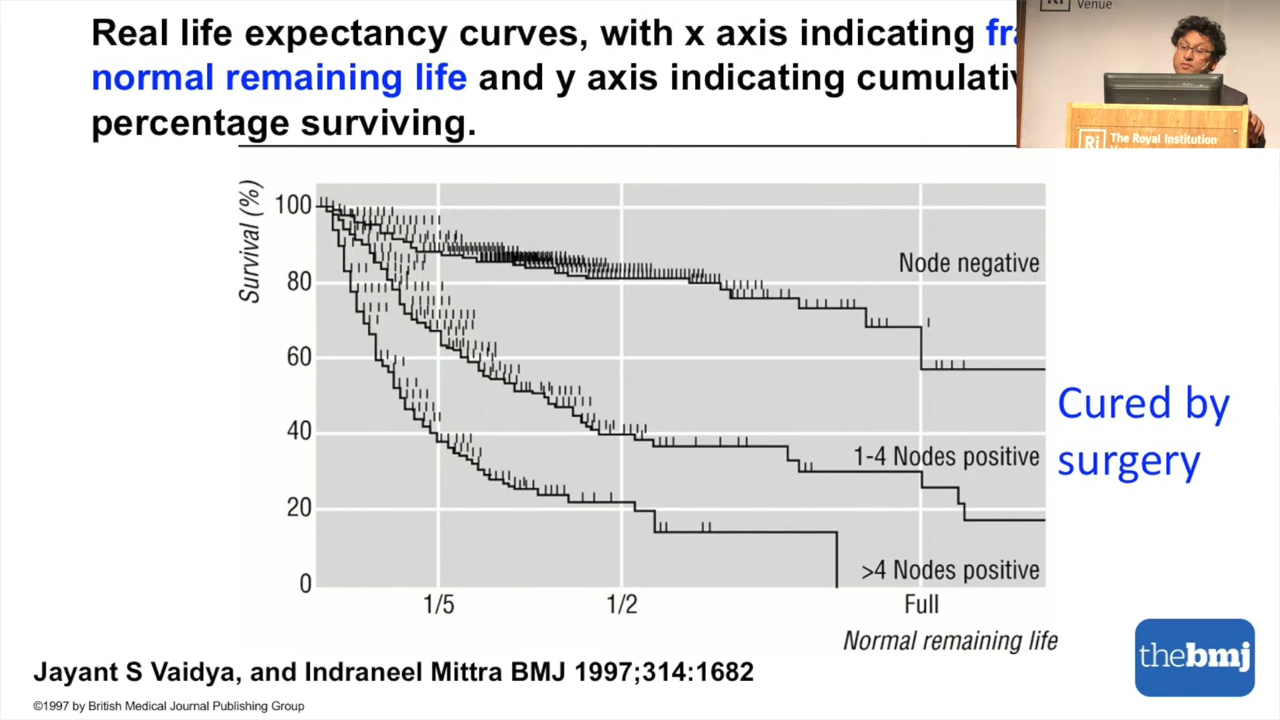 Real life expectancy curves, with x axis indicating
normal remaining life and y axis indicating
percentage surviving.
Ri Venue
Ri The Royal Institution
Survival (%)
100
80
60
40
20
0
Node negative
1-4 Nodes positive
>4 Nodes positive
Cured by
surgery
1/5
1/2
Full
Normal remaining life
Jayant S Vaidya, and Indraneel Mittra BMJ 1997;314:1682
thebmj
©1997 by British Medical Journal Publishing Group